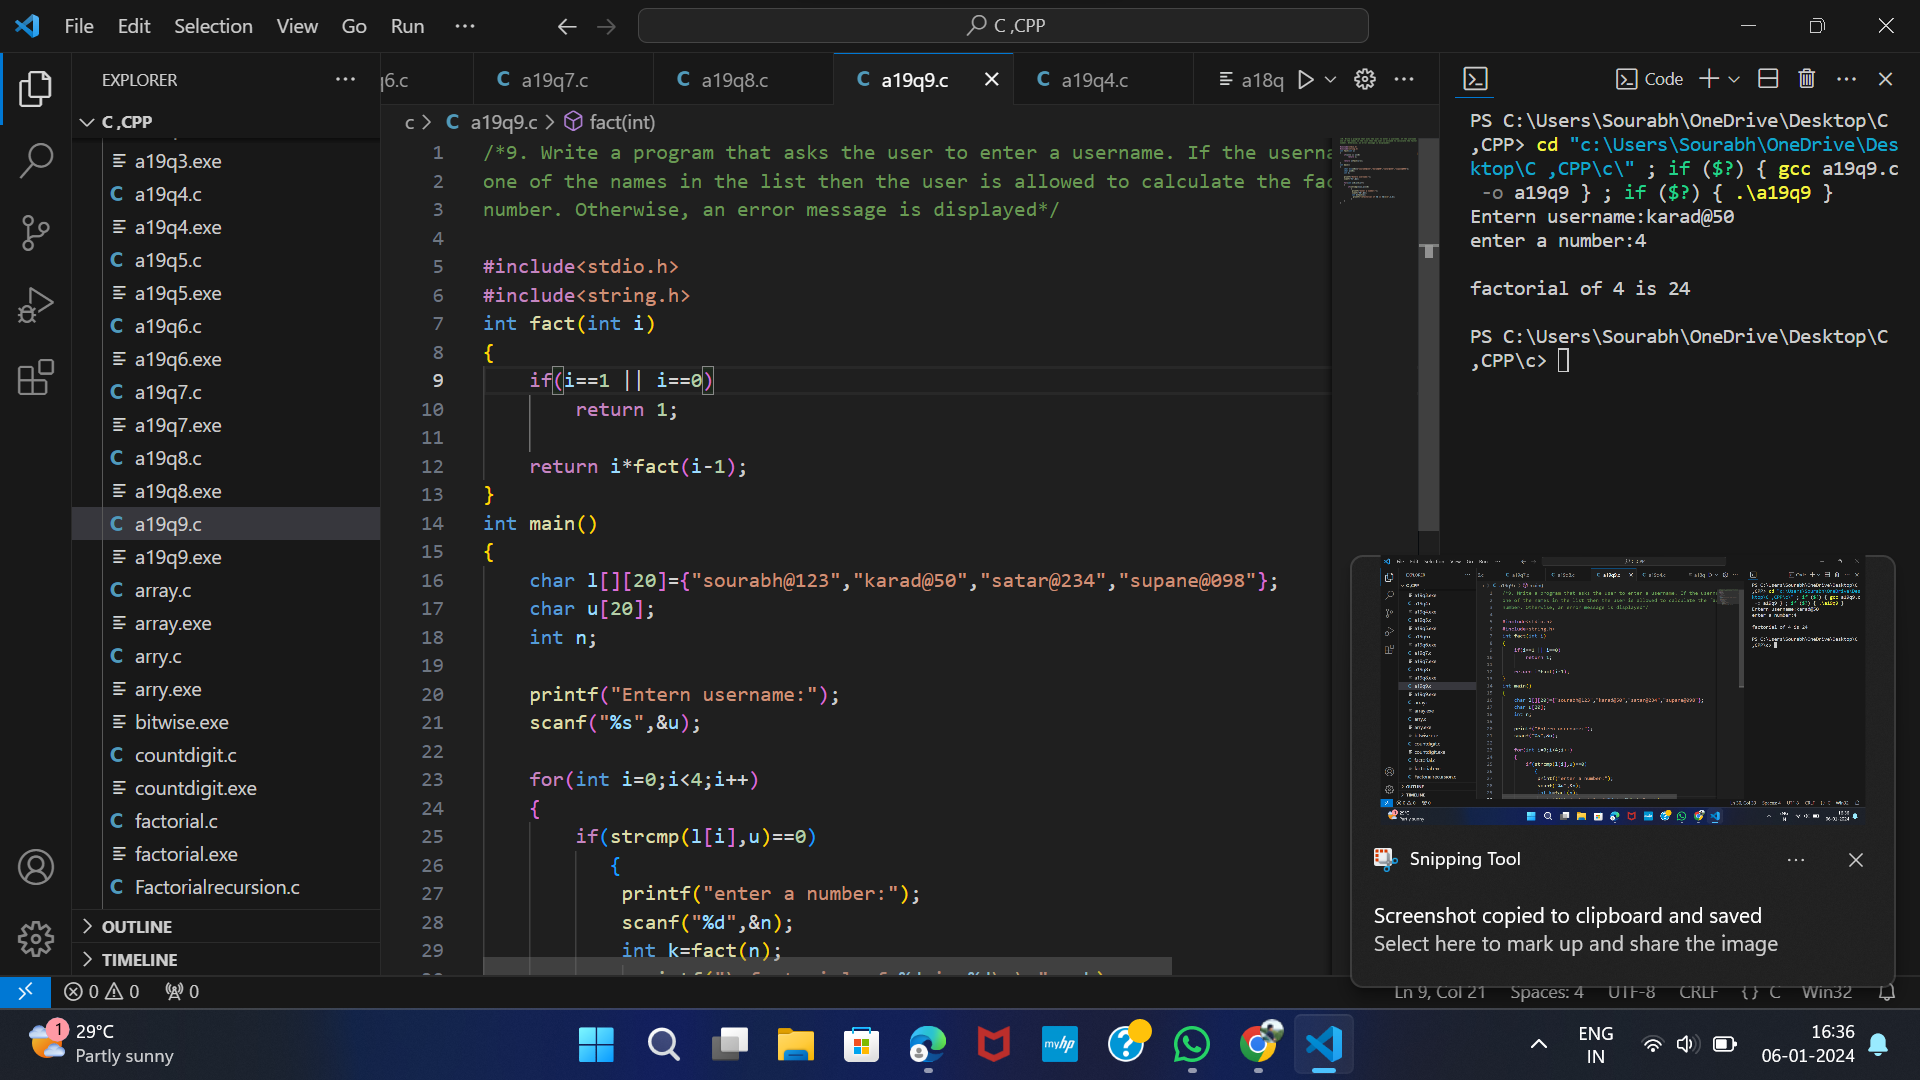 File Edit Selection View Go Run ···
C ,CPP
EXPLORER
C ,CPP
a19q3.exe
a19q4.c
a19q4.exe
a19q5.c
a19q5.exe
a19q6.c
a19q6.exe
a19q7.c
a19q7.exe
a19q8.c
a19q8.exe
a19q9.c
a19q9.exe
array.c
array.exe
arry.c
arry.exe
bitwise.exe
countdigit.c
countdigit.exe
factorial.c
factorial.exe
Factorialrecursion.c
OUTLINE
TIMELINE
6.c a19q7.c a19q8.c a19q9.c a19q4.c a18q
c > C a19q9.c > fact(int)
1 /*9. Write a program that asks the user to enter a username. If the userna
2 one of the names in the list then the user is allowed to calculate the fac
3 number. Otherwise, an error message is displayed*/
4
5 #include<stdio.h>
6 #include<string.h>
7 int fact(int i)
8 {
9 if(i==1 || i==0)
10 return 1;
11
12 return i*fact(i-1);
13 }
14 int main()
15 {
16 char l[][20]={"sourabh@123","karad@50","satar@234","supane@098"};
17 char u[20];
18 int n;
19
20 printf("Entern username:");
21 scanf("%s",&u);
22
23 for(int i=0;i<4;i++)
24 {
25 if(strcmp(l[i],u)==0)
26 {
27 printf("enter a number:");
28 scanf("%d",&n);
29 int k=fact(n);
Code
PS C:\Users\Sourabh\OneDrive\Desktop\C
,CPP> cd "c:\Users\Sourabh\OneDrive\Des
ktop\C ,CPP\c\" ; if ($?) { gcc a19q9.c
-o a19q9 } ; if ($?) { .\a19q9 }
Entern username:karad@50
enter a number:4
factorial of 4 is 24
PS C:\Users\Sourabh\OneDrive\Desktop\C
,CPP\c>
Snipping Tool
Screenshot copied to clipboard and saved
Select here to mark up and share the image
0 0 0
Ln 9, Col 21 Spaces: 4 UTF-8 CRLF {} C Win32
1
29°C
Partly sunny
myhp
ENG
IN
16:36
06-01-2024